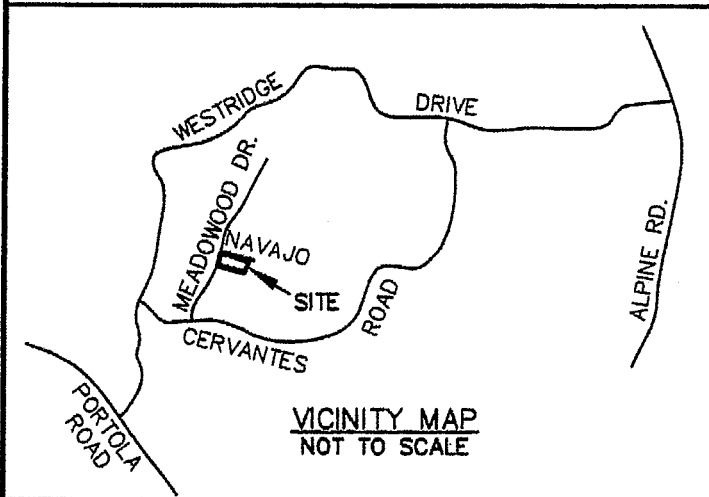 WESTRIDGE
DRIVE
MEADOWOOD DR.
NAVAJO
SITE
ROAD
ALPINE RD.
CERVANTES
PORTOLA
ROAD
VICINITY MAP
NOT TO SCALE